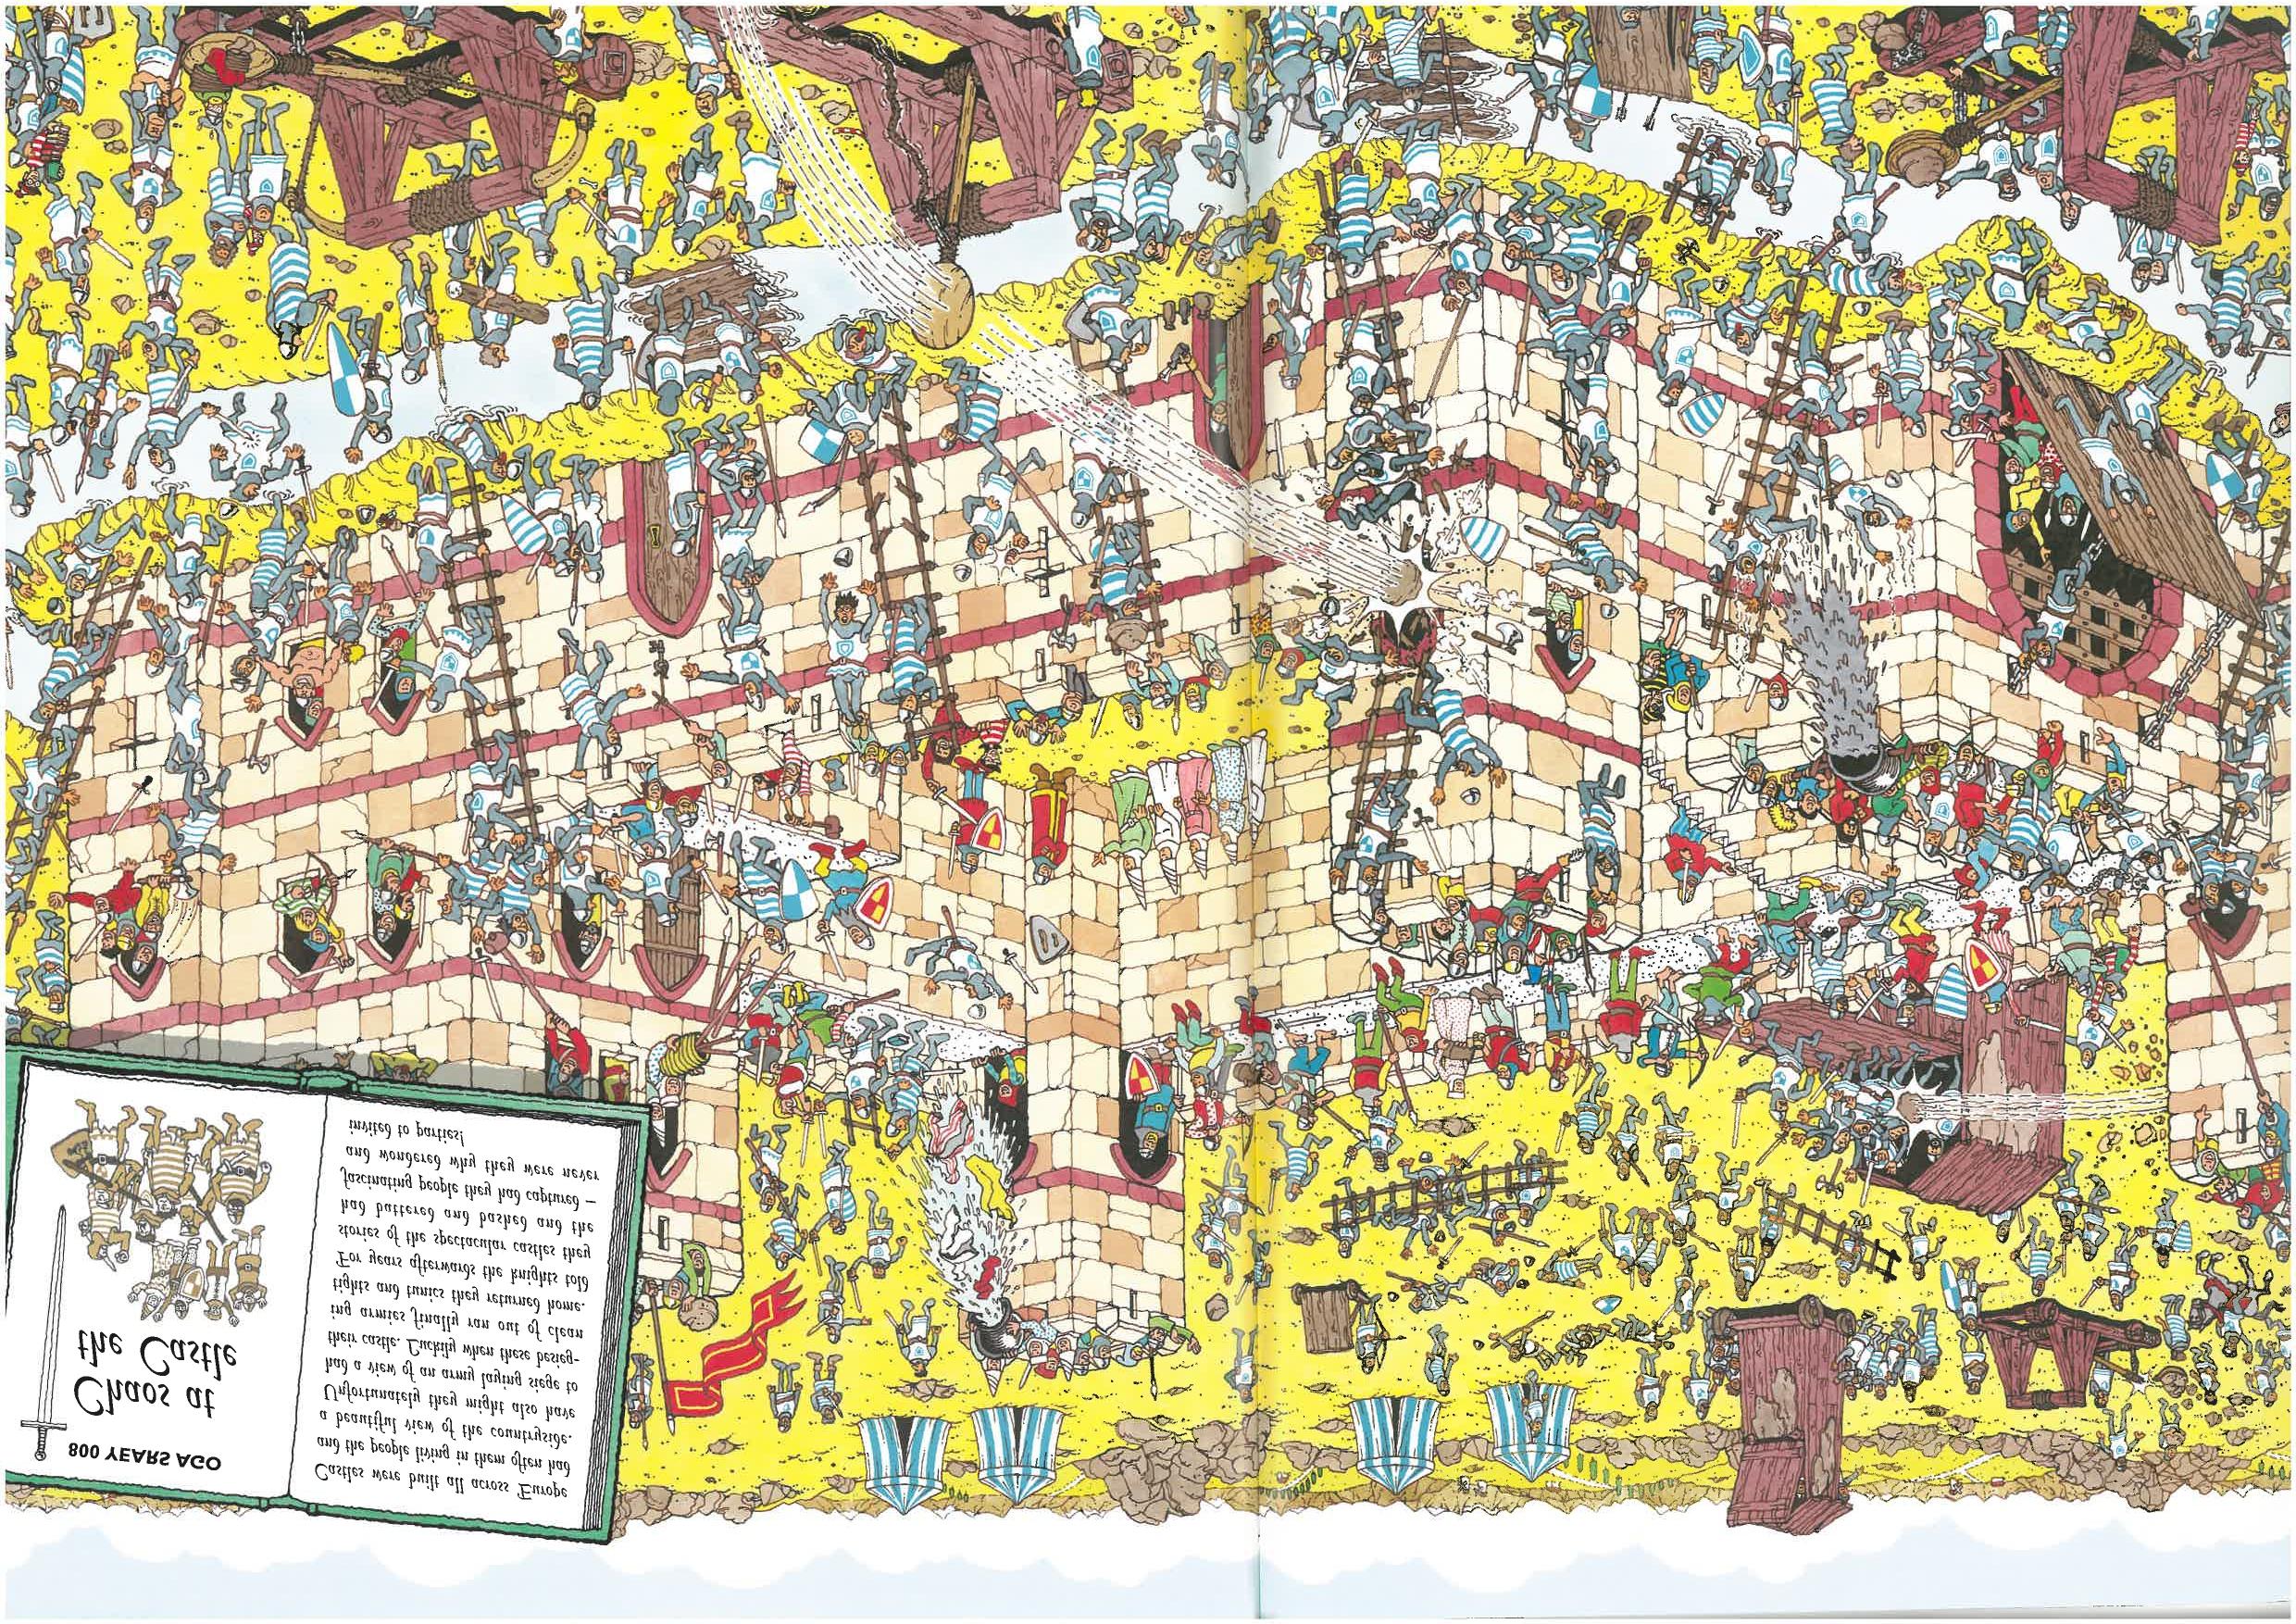 800 YEARS AGO
Chaos at
the Castle
Castles were built all across Europe
and the people living in them often had
a beautiful view of the countryside.
Unfortunately they might also have
had a view of an army laying siege to
their castle. Luckily when these besieg-
ing armies finally ran out of clean
tights and tunics they returned home.
For years afterwards the knights told
stories of the spectacular castles they
had battered and bashed and the
fascinating people they had captured –
and wondered why they were never
invited to parties!